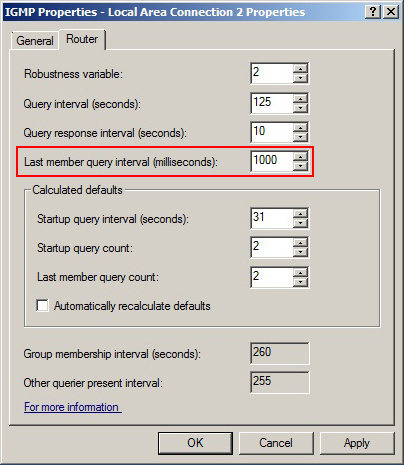 IGMP Properties - Local Area Connection 2 Properties
General Router
Robustness variable: 2
Query interval (seconds): 125
Query response interval (seconds): 10
Last member query interval (milliseconds): 1000
Calculated defaults
Startup query interval (seconds): 31
Startup query count: 2
Last member query count: 2
Automatically recalculate defaults
Group membership interval (seconds): 260
Other querier present interval: 255
For more information
OK Cancel Apply